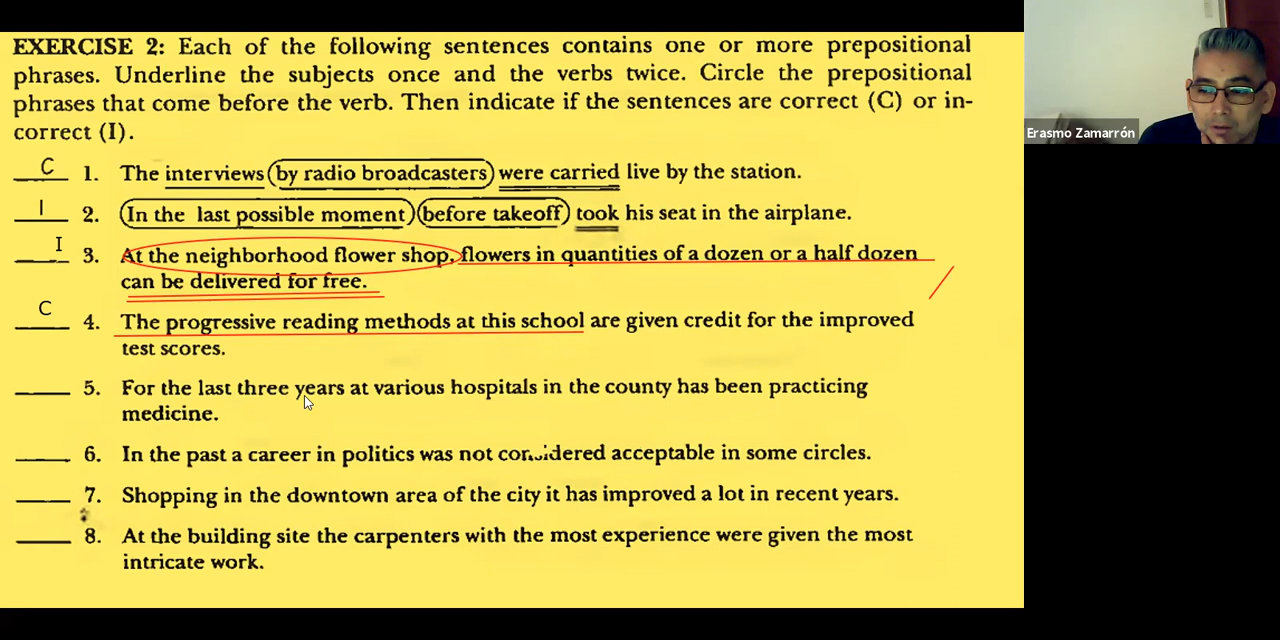 EXERCISE 2: Each of the following sentences contains one or more prepositional
phrases. Underline the subjects once and the verbs twice. Circle the prepositional
phrases that come before the verb. Then indicate if the sentences are correct (C) or in-
correct (I).
Erasmo Zamarrón
C 1. The interviews by radio broadcasters were carried live by the station.
I 2. In the last possible moment before takeoff took his seat in the airplane.
I 3. At the neighborhood flower shop, flowers in quantities of a dozen or a half dozen
can be delivered for free.
C 4. The progressive reading methods at this school are given credit for the improved
test scores.
5. For the last three years at various hospitals in the county has been practicing
medicine.
6. In the past a career in politics was not considered acceptable in some circles.
7. Shopping in the downtown area of the city it has improved a lot in recent years.
8. At the building site the carpenters with the most experience were given the most
intricate work.